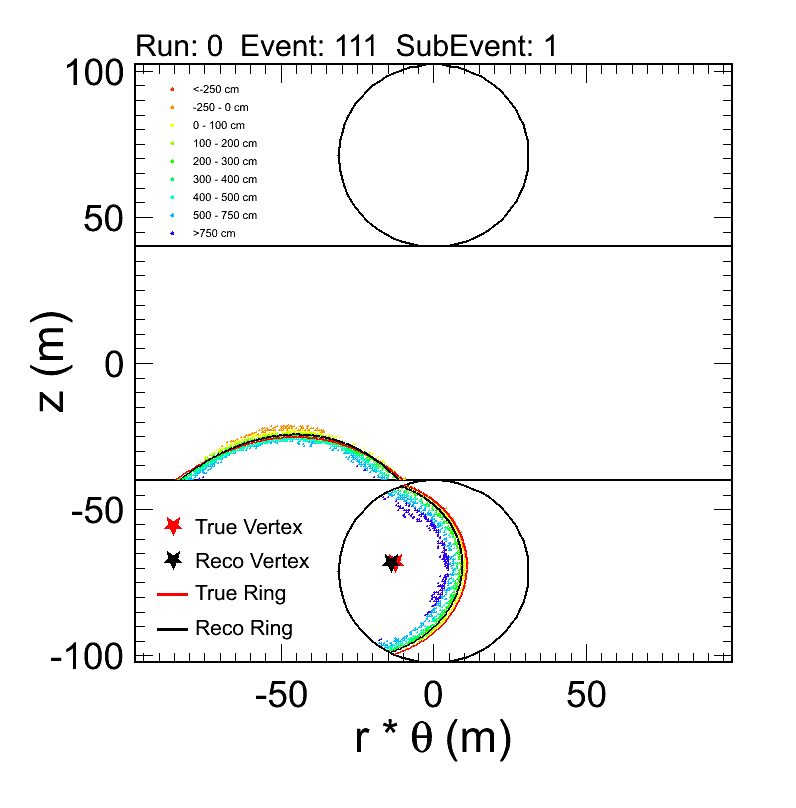 Run: 0 Event: 111 SubEvent: 1
100
<-250 cm
-250 - 0 cm
0 - 100 cm
100 - 200 cm
200 - 300 cm
300 - 400 cm
400 - 500 cm
500 - 750 cm
>750 cm
50
z (m)
0
-50
True Vertex
Reco Vertex
True Ring
Reco Ring
-100
-50 0 50
r * θ (m)